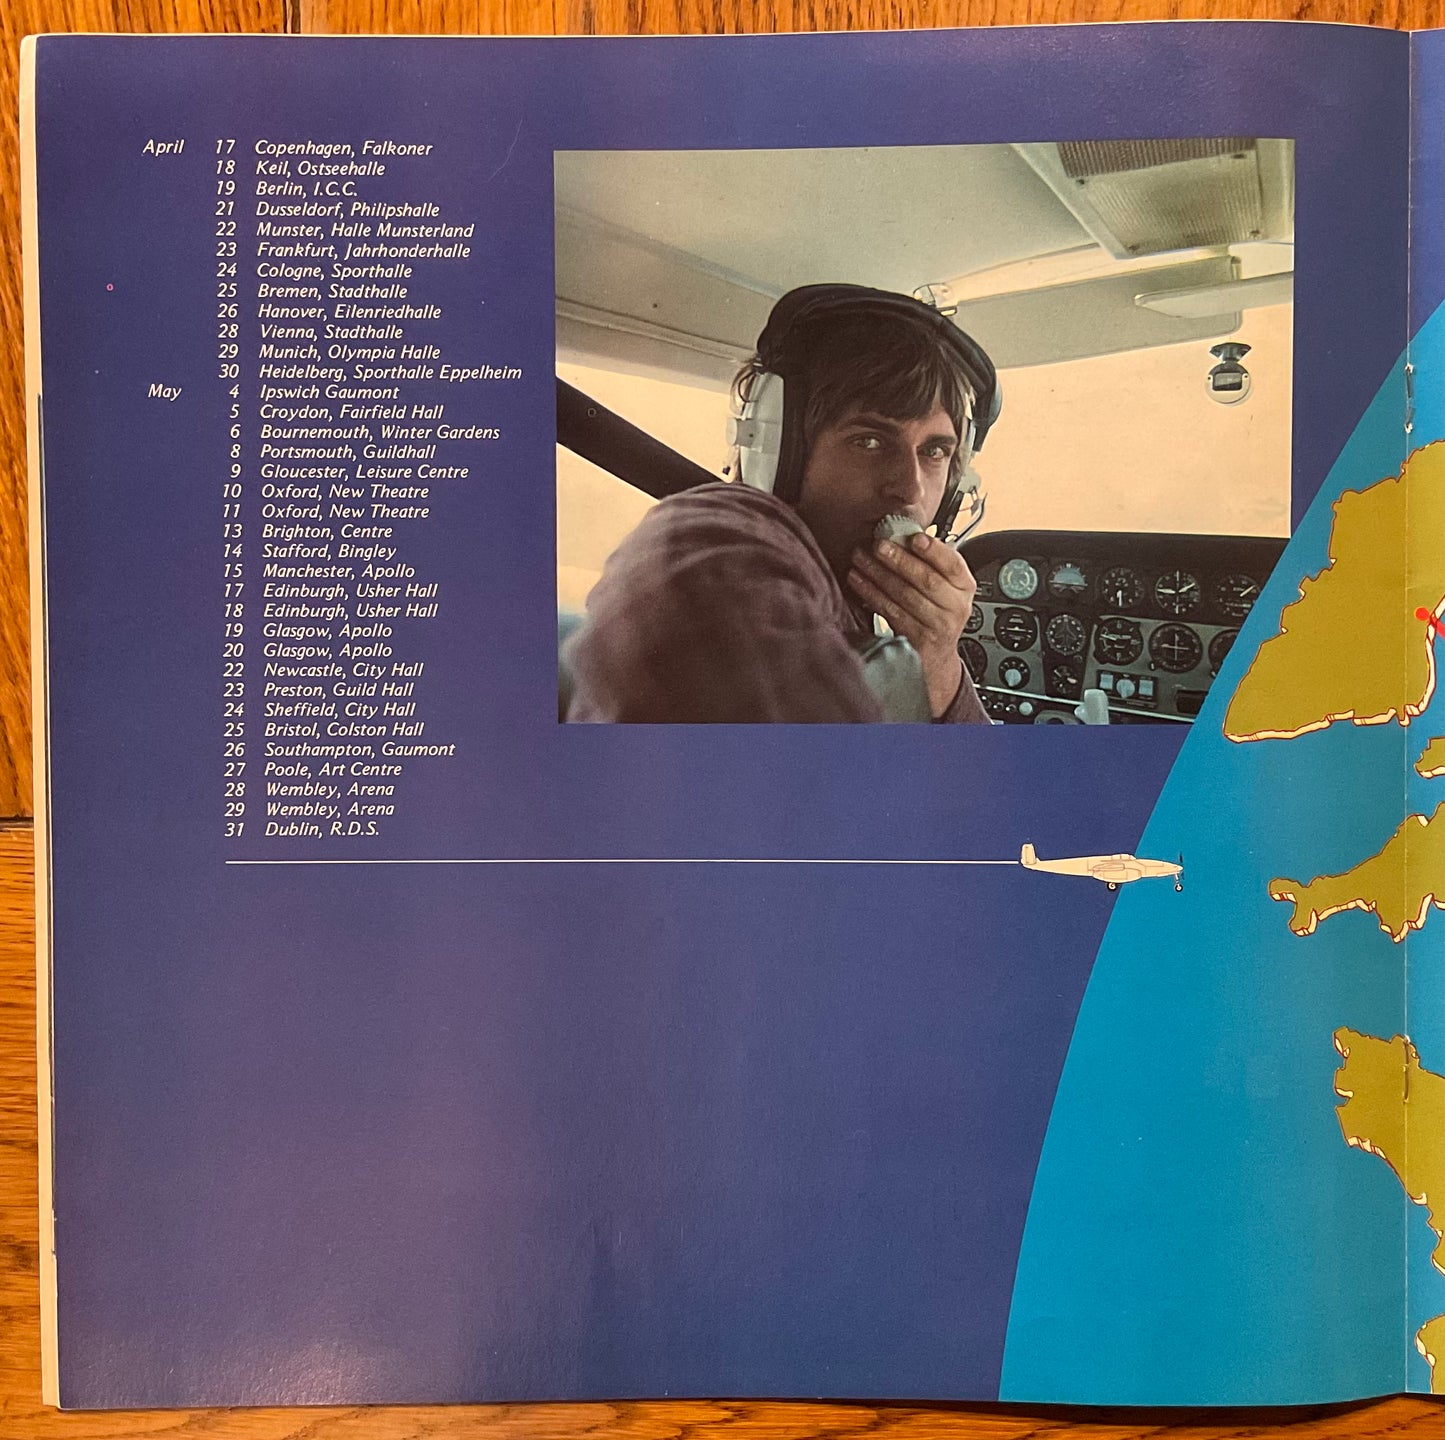 April 17 Copenhagen, Falkoner
18 Keil, Ostseehalle
19 Berlin, I.C.C.
21 Dusseldorf, Philipshalle
22 Munster, Halle Munsterland
23 Frankfurt, Jahrhonderhalle
24 Cologne, Sporthalle
25 Bremen, Stadthalle
26 Hanover, Eilenriedhalle
28 Vienna, Stadthalle
29 Munich, Olympia Halle
30 Heidelberg, Sporthalle Eppelheim
May 4 Ipswich Gaumont
5 Croydon, Fairfield Hall
6 Bournemouth, Winter Gardens
8 Portsmouth, Guildhall
9 Gloucester, Leisure Centre
10 Oxford, New Theatre
11 Oxford, New Theatre
13 Brighton, Centre
14 Stafford, Bingley
15 Manchester, Apollo
17 Edinburgh, Usher Hall
18 Edinburgh, Usher Hall
19 Glasgow, Apollo
20 Glasgow, Apollo
22 Newcastle, City Hall
23 Preston, Guild Hall
24 Sheffield, City Hall
25 Bristol, Colston Hall
26 Southampton, Gaumont
27 Poole, Art Centre
28 Wembley, Arena
29 Wembley, Arena
31 Dublin, R.D.S.